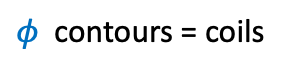 ϕ contours = coils